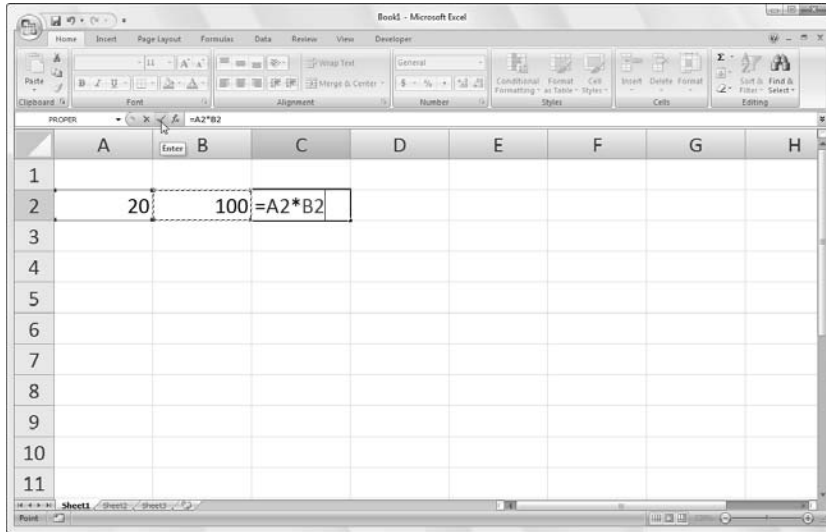 Book1 - Microsoft Excel
Home Insert Page Layout Formulas Data Review View Developer
Paste
11 A A
Wrap Text
General
B I U A
Merge & Center
$ % ,
Conditional Formatting
Format as Table
Cell Styles
Insert Delete Format
Σ
Sort & Filter
Find & Select
Clipboard Font Alignment Number Styles Cells Editing
PROPER fx =A2*B2
Enter
A B C D E F G H
1
2 20 100 =A2*B2
3
4
5
6
7
8
9
10
11
Sheet1 Sheet2 Sheet3
Point